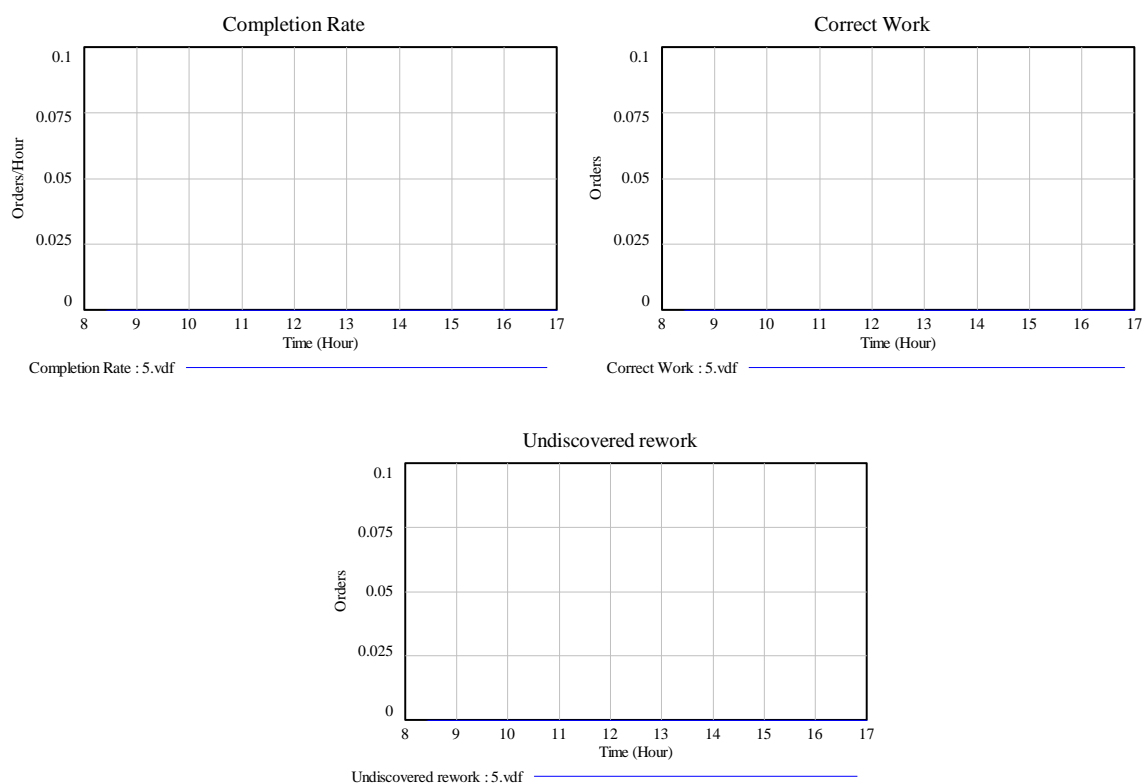 Completion Rate
0.1
0.075
0.05
0.025
0
Orders/Hour
8 9 10 11 12 13 14 15 16 17
Time (Hour)
Completion Rate : 5.vdf
Correct Work
0.1
0.075
0.05
0.025
0
Orders
8 9 10 11 12 13 14 15 16 17
Time (Hour)
Correct Work : 5.vdf
Undiscovered rework
0.1
0.075
0.05
0.025
0
Orders
8 9 10 11 12 13 14 15 16 17
Time (Hour)
Undiscovered rework : 5.vdf